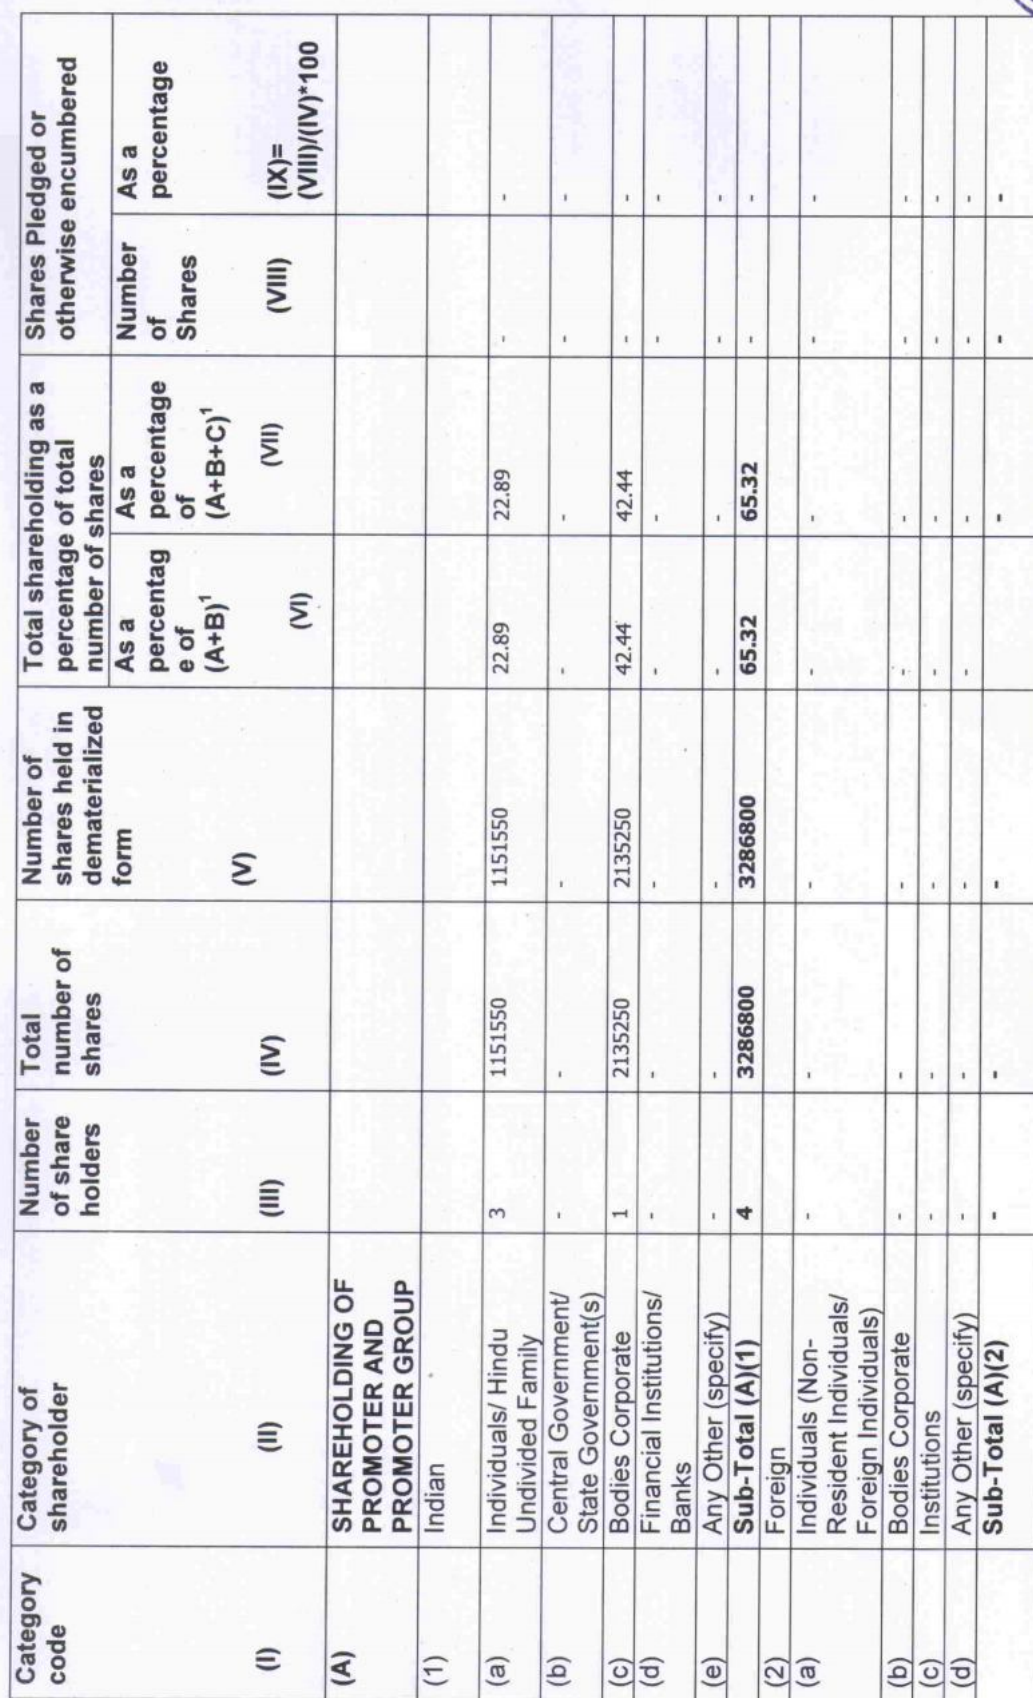 Category code (I) Category of shareholder (II) Number of share holders (III) Total number of shares (IV) Number of shares held in dematerialized form (V) Total shareholding as a percentage of total number of shares Shares Pledged or otherwise encumbered
As a percentag e of (A+B)1 (VI) As a percentage of (A+B+C)1 (VII) Number of Shares (VIII) As a percentage (IX)= (VIII)/(IV)*100
(A) SHAREHOLDING OF
PROMOTER AND
PROMOTER GROUP
(1) Indian
(a) Individuals/ Hindu 3 1151550 1151550 22.89 22.89 - -
Undivided Family
(b) Central Government/ - - - - - - -
State Government(s)
(c) Bodies Corporate 1 2135250 2135250 42.44 42.44 - -
(d) Financial Institutions/ - - - - - - -
Banks
(e) Any Other (specify) - - - - - - -
Sub-Total (A)(1) 4 3286800 3286800 65.32 65.32 - -
(2) Foreign
(a) Individuals (Non- - - - - - - -
Resident Individuals/
Foreign Individuals)
(b) Bodies Corporate - - - - - - -
(c) Institutions - - - - - - -
(d) Any Other (specify) - - - - - - -
Sub-Total (A)(2) - - - - - - -